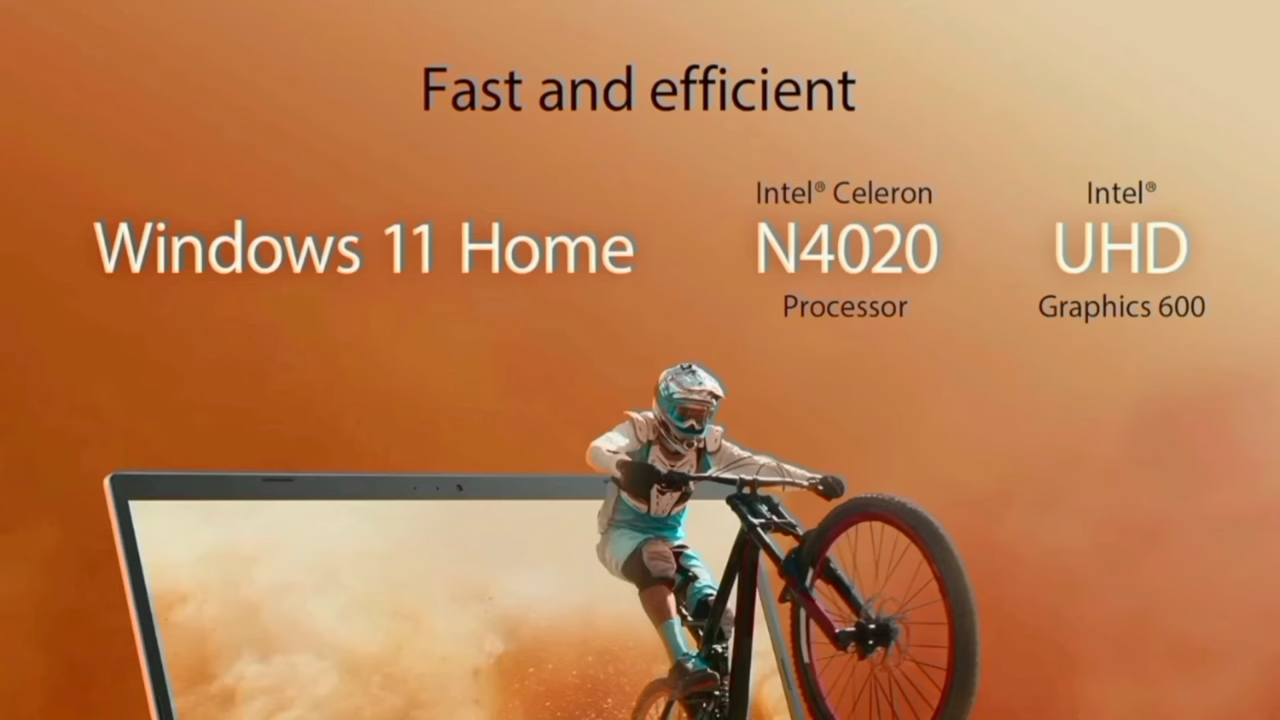 Fast and efficient
Windows 11 Home
Intel® Celeron
N4020
Processor
Intel®
UHD
Graphics 600